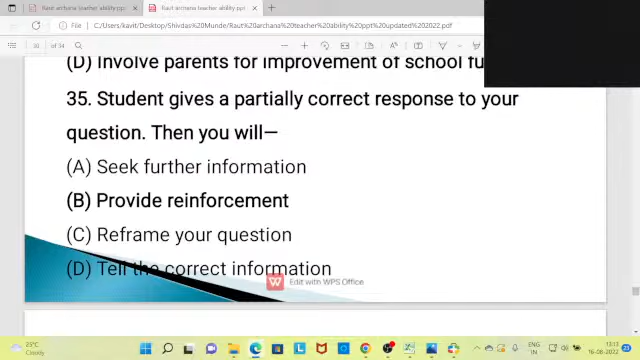 Raut archana teacher ability.ppt
Raut archana teacher ability ppt
File | C:/Users/kavit/Desktop/Shivdas%20Munde/Raut%20archana%20teacher%20ability%20ppt%20updated%202022.pdf
30 of 34
(D) Involve parents for improvement of school fu
35. Student gives a partially correct response to your
question. Then you will—
(A) Seek further information
(B) Provide reinforcement
(C) Reframe your question
(D) Tell the correct information
Edit with WPS Office
25°C
Cloudy
ENG
IN
13:13
16-08-2022